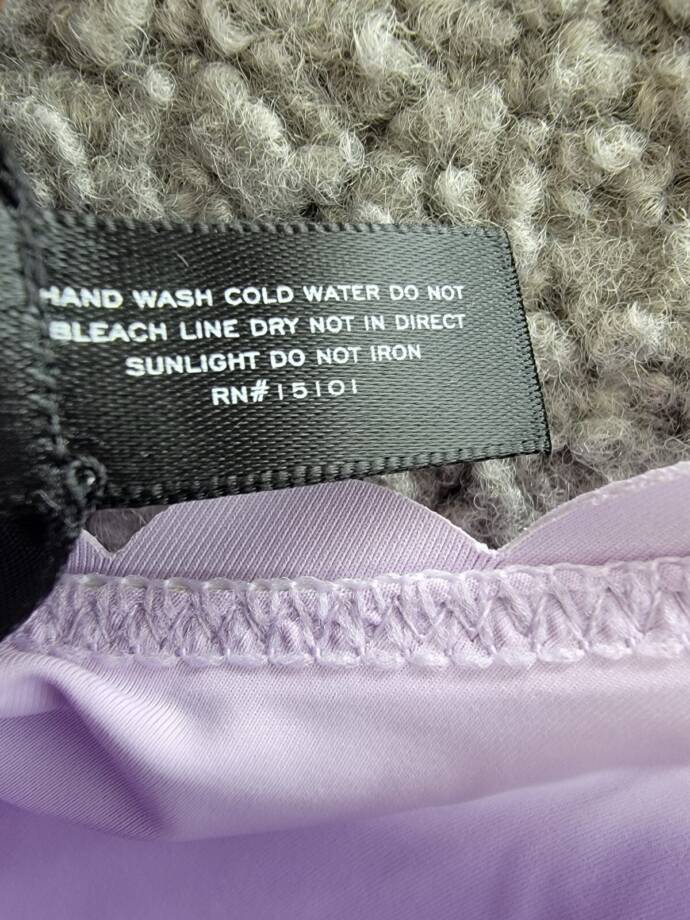 HAND WASH COLD WATER DO NOT
BLEACH LINE DRY NOT IN DIRECT
SUNLIGHT DO NOT IRON
RN# 15101